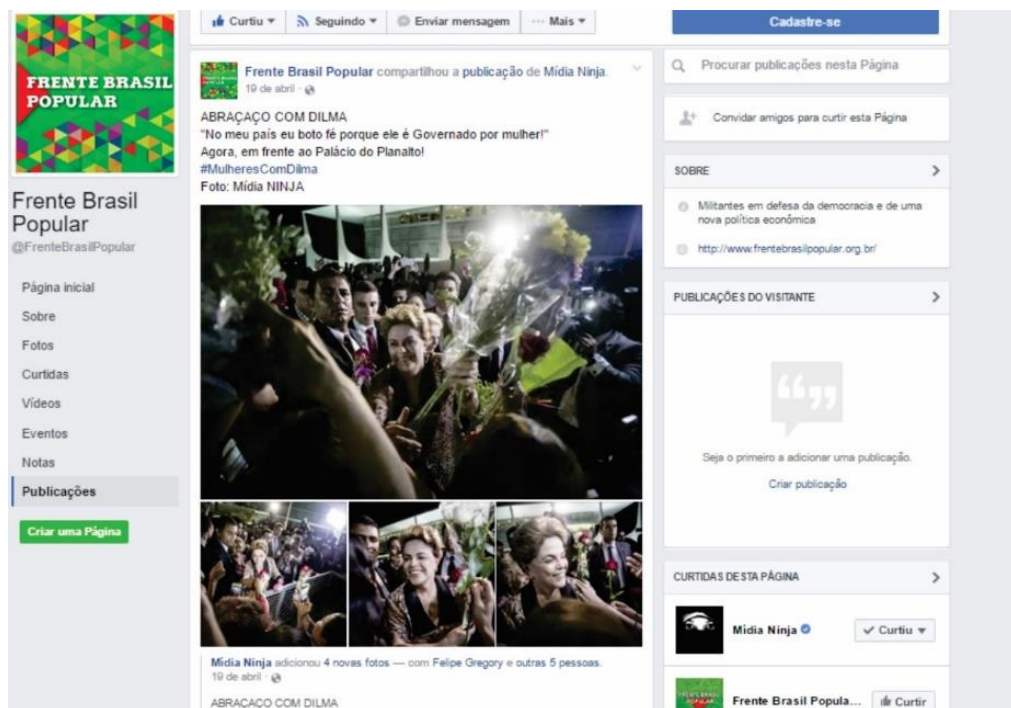 Curtiu
Seguindo
Enviar mensagem
Mais
Cadastre-se
FRENTE BRASIL
POPULAR
Frente Brasil
Popular
@FrenteBrasilPopular
Página inicial
Sobre
Fotos
Curtidas
Vídeos
Eventos
Notas
Publicações
Criar uma Página
Frente Brasil Popular compartilhou a publicação de Mídia Ninja.
19 de abril
ABRAÇAÇO COM DILMA
"No meu país eu boto fé porque ele é Governado por mulher!"
Agora, em frente ao Palácio do Planalto!
#MulheresComDilma
Foto: Mídia NINJA
Mídia Ninja adicionou 4 novas fotos — com Felipe Gregory e outras 5 pessoas.
19 de abril
ABRAÇAÇO COM DILMA
Procurar publicações nesta Página
Convidar amigos para curtir esta Página
SOBRE
Militantes em defesa da democracia e de uma
nova política econômica
http://www.frentebrasilpopular.org.br/
PUBLICAÇÕES DO VISITANTE
Seja o primeiro a adicionar uma publicação.
Criar publicação
CURTIDAS DESTA PÁGINA
Mídia Ninja
Curtiu
Frente Brasil Popula...
Curtir